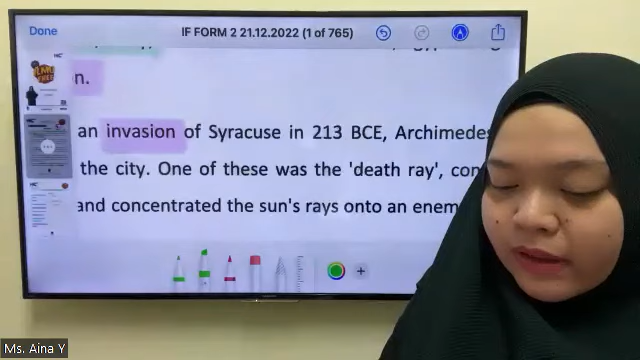 Done
IF FORM 2 21.12.2022 (1 of 765)
n.
an invasion of Syracuse in 213 BCE, Archimedes
the city. One of these was the 'death ray', con
and concentrated the sun's rays onto an enem
Ms. Aina Y